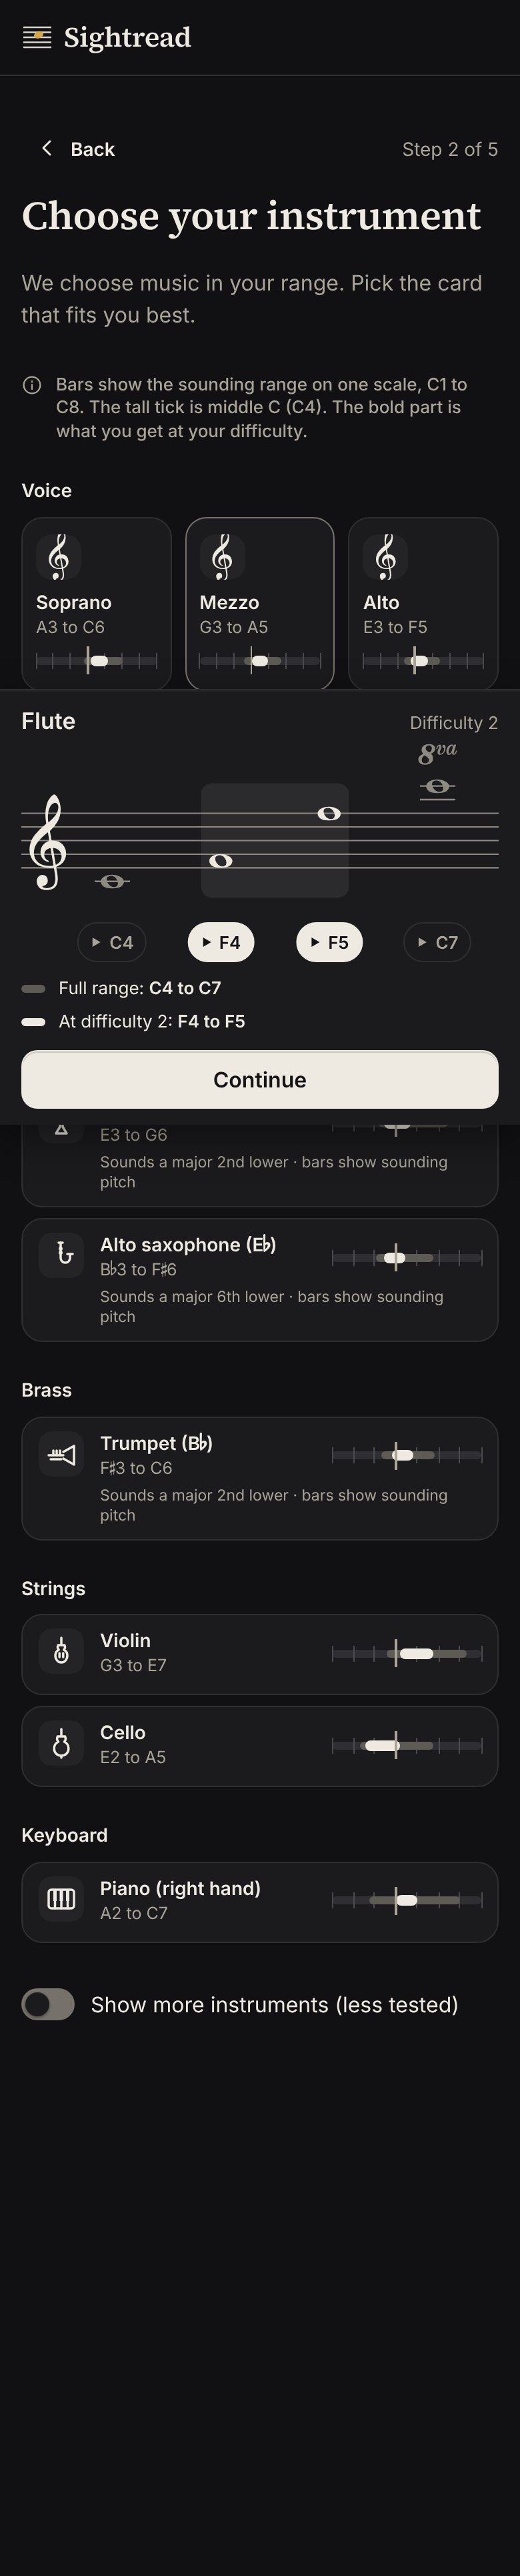 Sightread
Back
Step 2 of 5
Choose your instrument
We choose music in your range. Pick the card
that fits you best.
Bars show the sounding range on one scale, C1 to
C8. The tall tick is middle C (C4). The bold part is
what you get at your difficulty.
Voice
Soprano
A3 to C6
Mezzo
G3 to A5
Alto
E3 to F5
Flute
Difficulty 2
8va
C4
F4
F5
C7
Full range: C4 to C7
At difficulty 2: F4 to F5
Continue
E3 to G6
Sounds a major 2nd lower · bars show sounding
pitch
Alto saxophone (E♭)
B♭3 to F♯6
Sounds a major 6th lower · bars show sounding
pitch
Brass
Trumpet (B♭)
F♯3 to C6
Sounds a major 2nd lower · bars show sounding
pitch
Strings
Violin
G3 to E7
Cello
E2 to A5
Keyboard
Piano (right hand)
A2 to C7
Show more instruments (less tested)